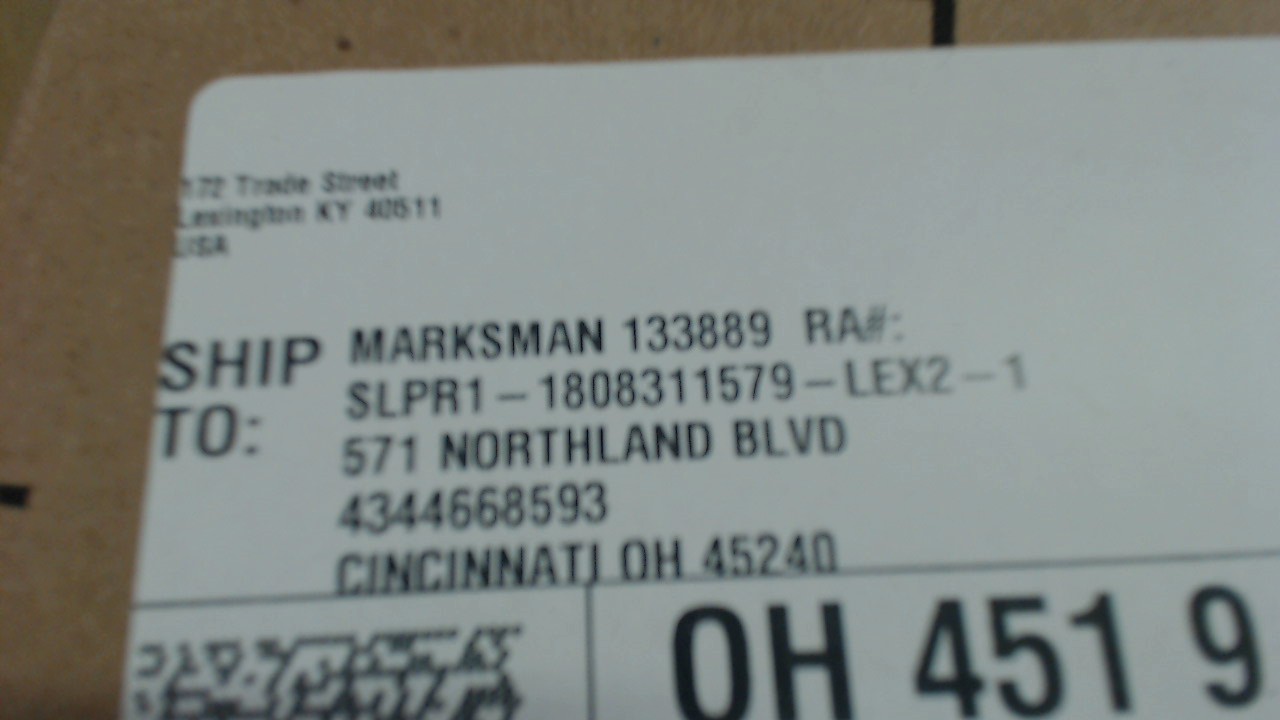 172 Trade Street
Lexington KY 40511
USA
SHIP TO:
MARKSMAN 133889 RA#:
SLPR1-1808311579-LEX2-1
571 NORTHLAND BLVD
4344668593
CINCINNATI OH 45240
OH 451 9